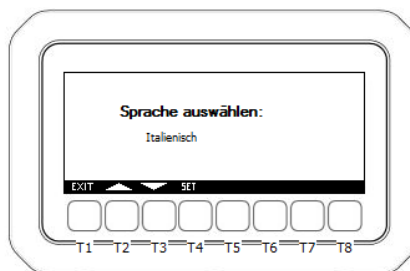 Sprache auswählen:
Italienisch
EXIT SET
T1 T2 T3 T4 T5 T6 T7 T8